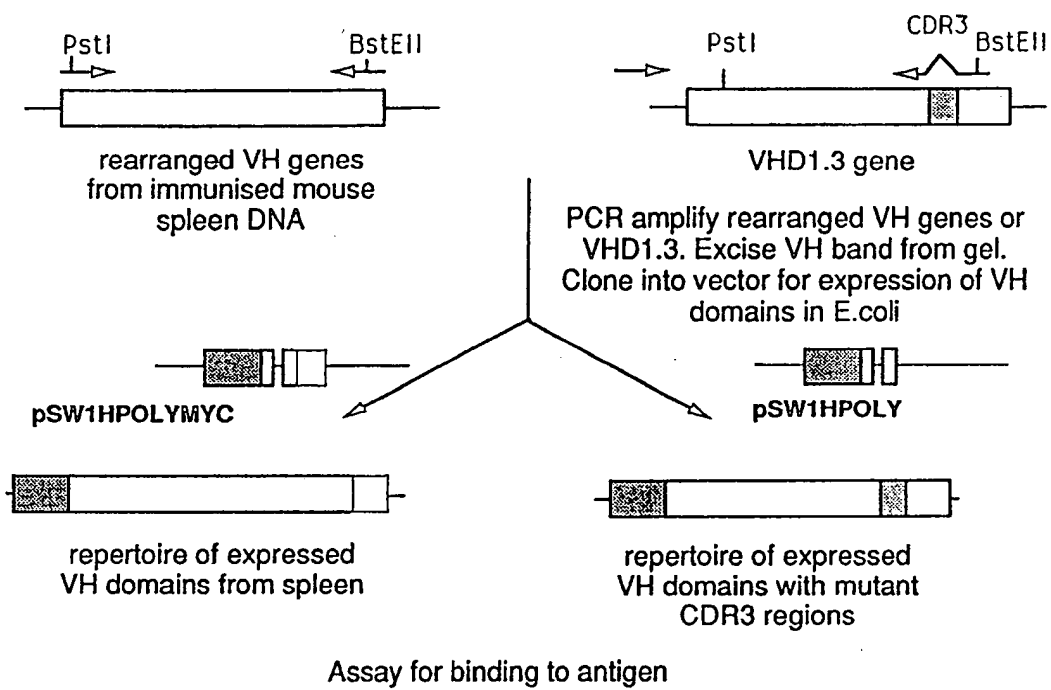 PstI
BstEII
rearranged VH genes
from immunised mouse
spleen DNA
PstI
CDR3
BstEII
VHD1.3 gene
PCR amplify rearranged VH genes or
VHD1.3. Excise VH band from gel.
Clone into vector for expression of VH
domains in E.coli
pSW1HPOLYMYC
pSW1HPOLY
repertoire of expressed
VH domains from spleen
repertoire of expressed
VH domains with mutant
CDR3 regions
Assay for binding to antigen